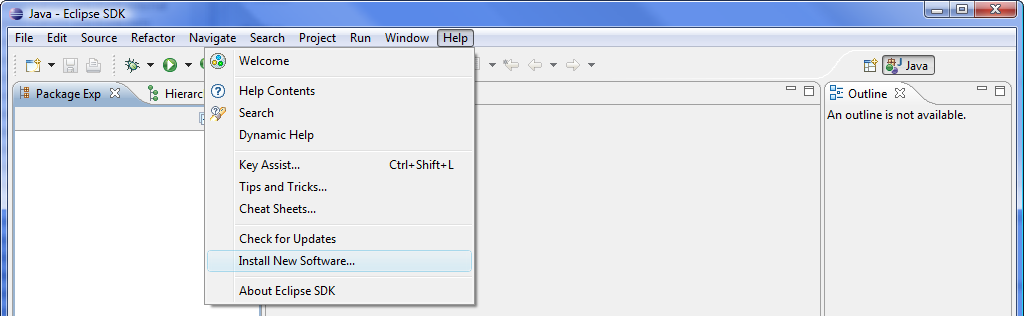 Java - Eclipse SDK
File Edit Source Refactor Navigate Search Project Run Window Help
Java
Package Exp Hierarc
Outline
An outline is not available.
Welcome
Help Contents
Search
Dynamic Help
Key Assist... Ctrl+Shift+L
Tips and Tricks...
Cheat Sheets...
Check for Updates
Install New Software...
About Eclipse SDK